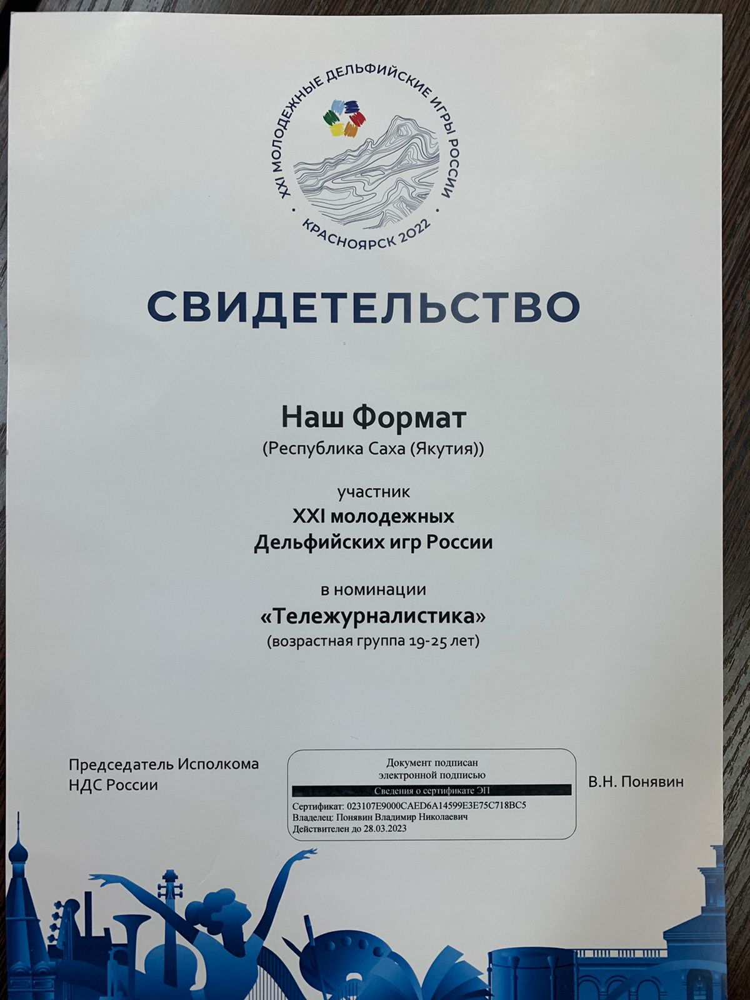 XXI МОЛОДЕЖНЫЕ ДЕЛЬФИЙСКИЕ ИГРЫ РОССИИ
• КРАСНОЯРСК 2022 •
СВИДЕТЕЛЬСТВО
Наш Формат
(Республика Саха (Якутия))
участник
XXI молодежных
Дельфийских игр России
в номинации
«Тележурналистика»
(возрастная группа 19-25 лет)
Председатель Исполкома
НДС России
Документ подписан
электронной подписью
Сведения о сертификате ЭП
Сертификат: 023107E9000CAED6A14599E3E75C718BC5
Владелец: Понявин Владимир Николаевич
Действителен до 28.03.2023
В.Н. Понявин